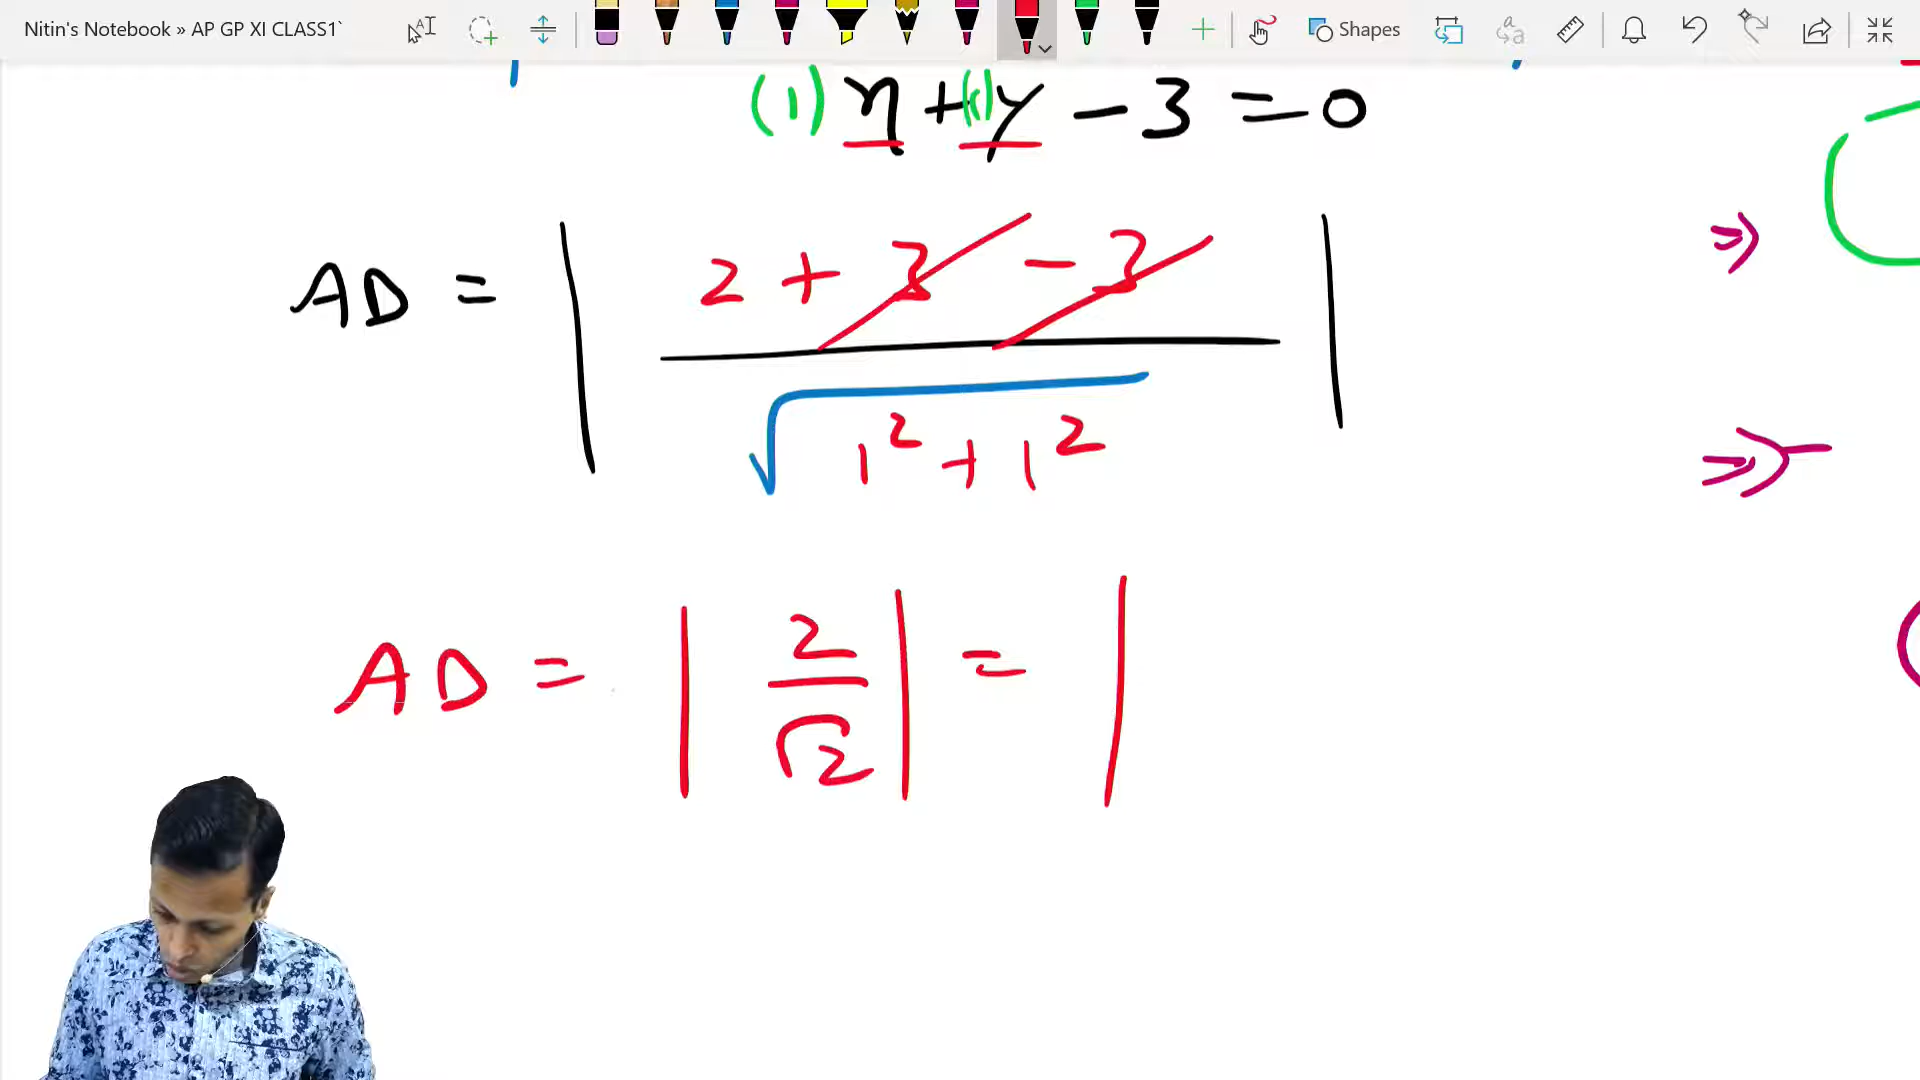 Nitin's Notebook » AP GP XI CLASS1`
Shapes
(1) x + (1)y - 3 = 0
AD = | 2 + 3 - 3 / √1² + 1² |
AD = | 2 / √2 | = |
⇒
⇒